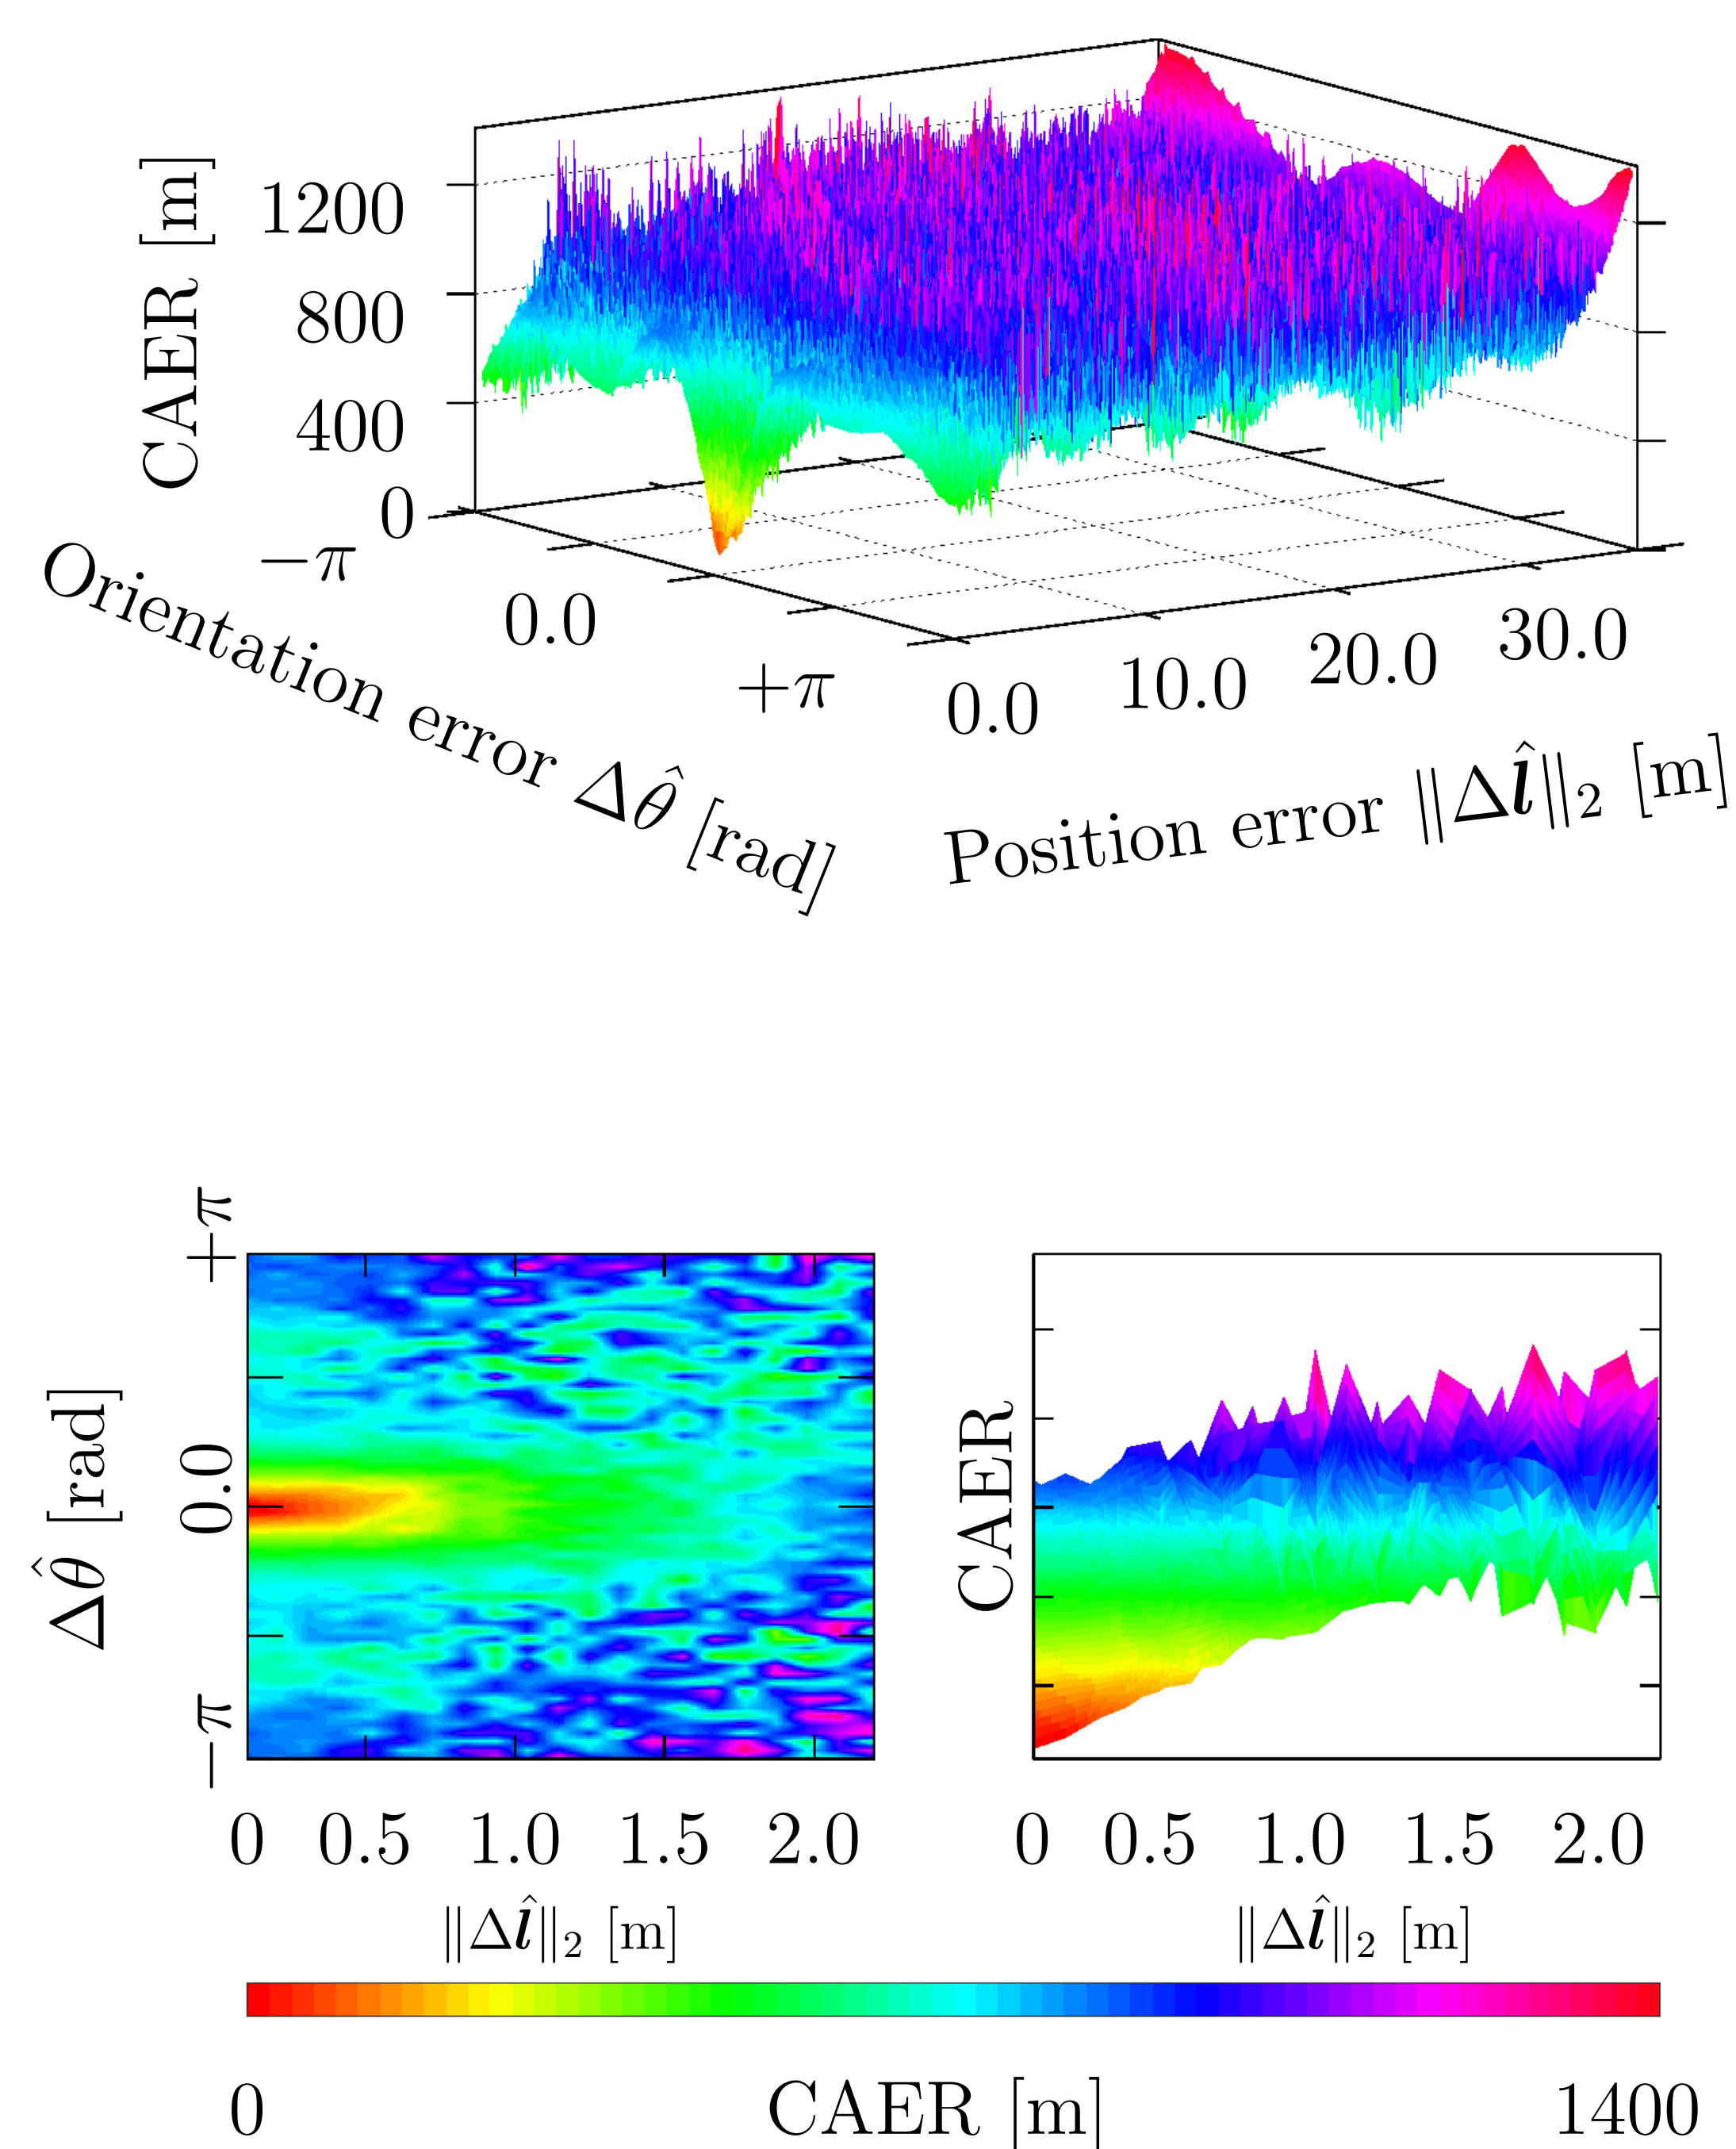 CAER [m]
1200
800
400
0
−π
0.0
+π
Orientation error Δθ̂ [rad]
0.0
10.0
20.0
30.0
Position error ‖Δl̂‖₂ [m]
+π
0.0
−π
Δθ̂ [rad]
0 0.5 1.0 1.5 2.0
‖Δl̂‖₂ [m]
CAER
0 0.5 1.0 1.5 2.0
‖Δl̂‖₂ [m]
0 CAER [m] 1400